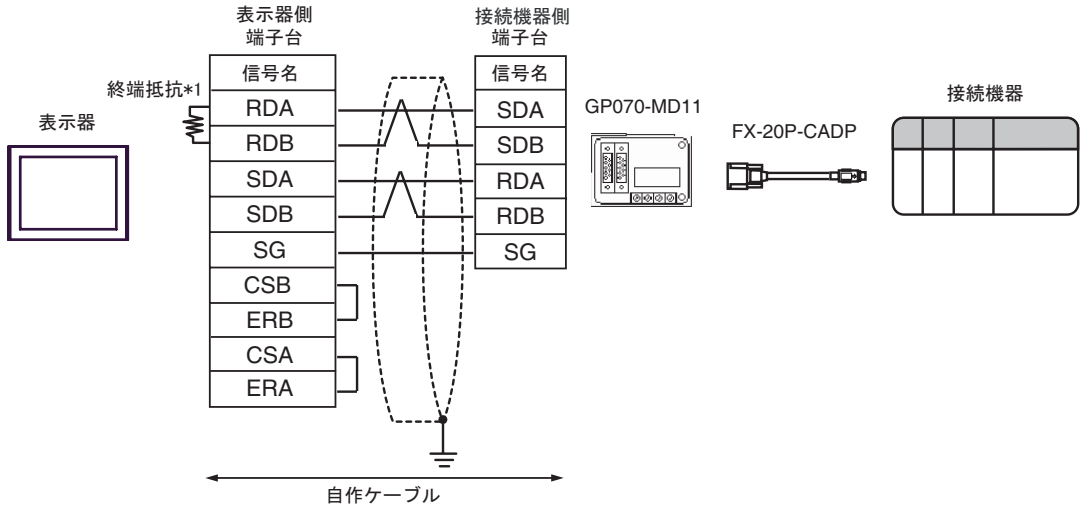 表示器側
端子台
接続機器側
端子台
信号名
信号名
終端抵抗*1
RDA
SDA
GP070-MD11
接続機器
表示器
RDB
SDB
FX-20P-CADP
SDA
RDA
SDB
RDB
SG
SG
CSB
ERB
CSA
ERA
自作ケーブル